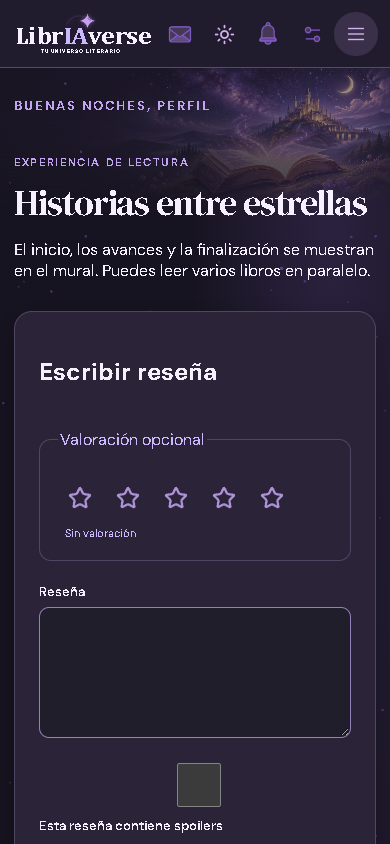 LibrIAverse
TU UNIVERSO LITERARIO
BUENAS NOCHES, PERFIL
EXPERIENCIA DE LECTURA
Historias entre estrellas
El inicio, los avances y la finalización se muestran
en el mural. Puedes leer varios libros en paralelo.
Escribir reseña
Valoración opcional
Sin valoración
Reseña
Esta reseña contiene spoilers